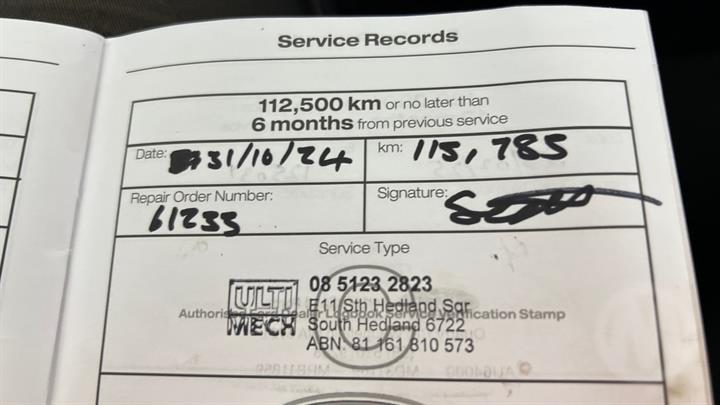 Service Records
112,500 km or no later than
6 months from previous service
Date: 31/10/24 km: 115,785
Repair Order Number: Signature:
61233
Service Type
ULTI MECH
08 5123 2823
E11 Sth Hedland Sqr
Authorised Ford Dealer Logbook Service Verification Stamp
South Hedland 6722
ABN: 81 161 810 573